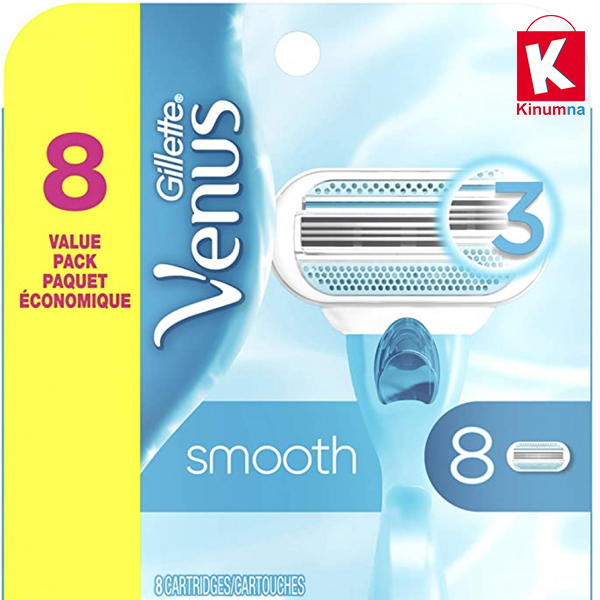 8
VALUE
PACK
PAQUET
ÉCONOMIQUE
Gillette®
Venus
3
smooth
8
8 CARTRIDGES/CARTOUCHES
K
Kinumna